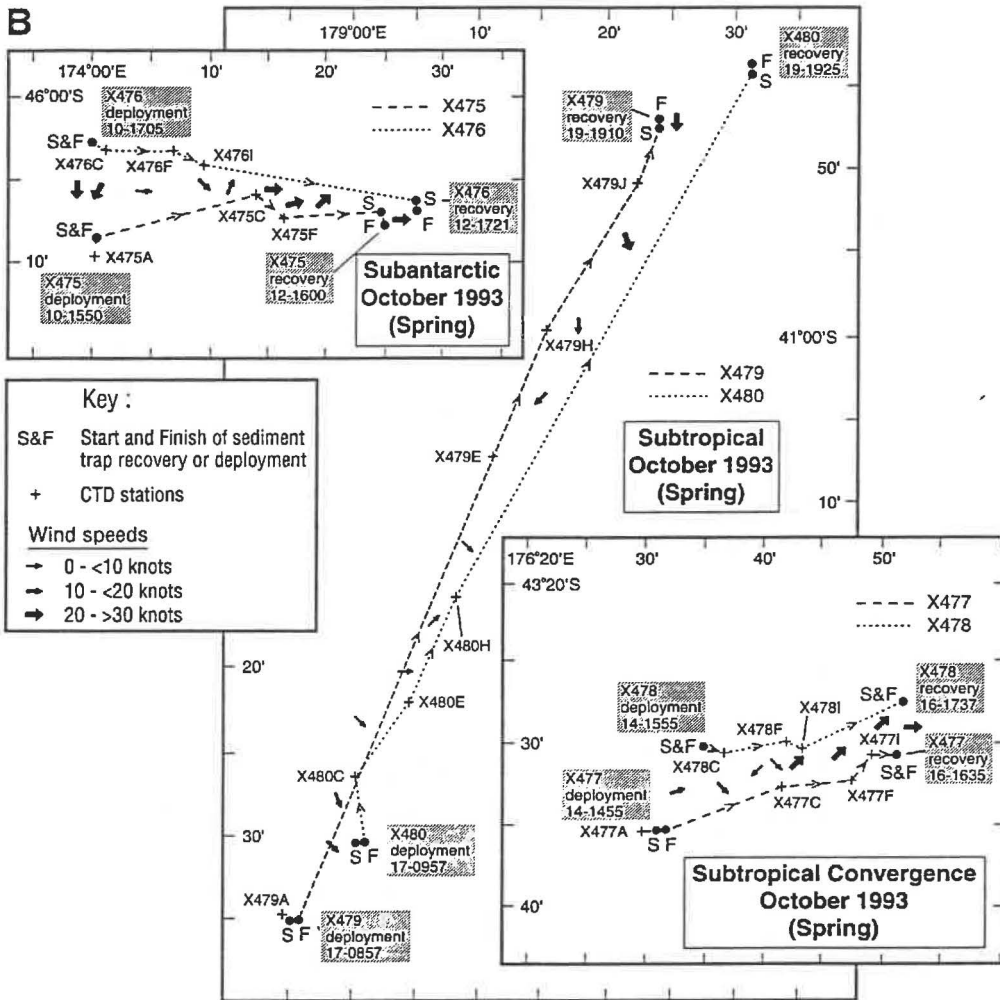 B
179°00'E
10'
20'
30'
174°00'E
10'
20'
30'
46°00'S
10'
X475
X476
X476
deployment
10-1705
S&F
X476C
X476F
X476I
X475C
X475F
S
F
S
F
X476
recovery
12-1721
S&F
X475A
X475
deployment
10-1550
X475
recovery
12-1600
Subantarctic
October 1993
(Spring)
X480
recovery
19-1925
F
S
X479
recovery
19-1910
F
S
X479J
50'
X479H
41°00'S
X479
X480
Subtropical
October 1993
(Spring)
X479E
10'
Key :
S&F Start and Finish of sediment
trap recovery or deployment
+ CTD stations
Wind speeds
0 - <10 knots
10 - <20 knots
20 - >30 knots
20'
X480H
X480E
X480C
30'
S F
X480
deployment
17-0957
X479A
S F
X479
deployment
17-0857
176°20'E
30'
40'
50'
43°20'S
X477
X478
X478
deployment
14-1555
S&F
X478C
X478F
X478I
S&F
X478
recovery
16-1737
30'
X477
deployment
14-1455
X477A
S F
X477C
X477F
X477I
S&F
X477
recovery
16-1635
40'
Subtropical Convergence
October 1993
(Spring)